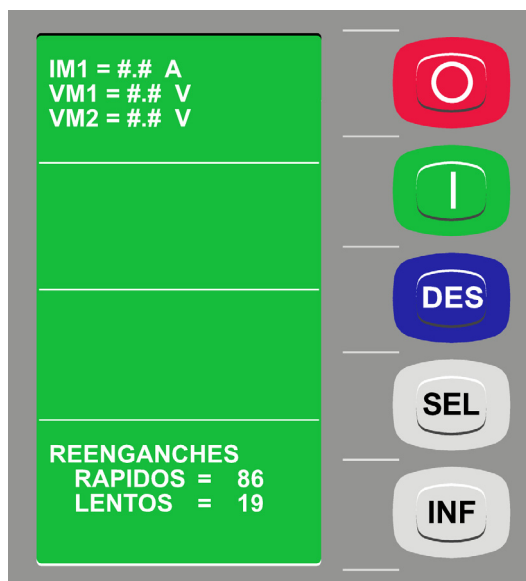 IM1 = #.# A
VM1 = #.# V
VM2 = #.# V
REENGANCHES
RAPIDOS = 86
LENTOS = 19
O
I
DES
SEL
INF